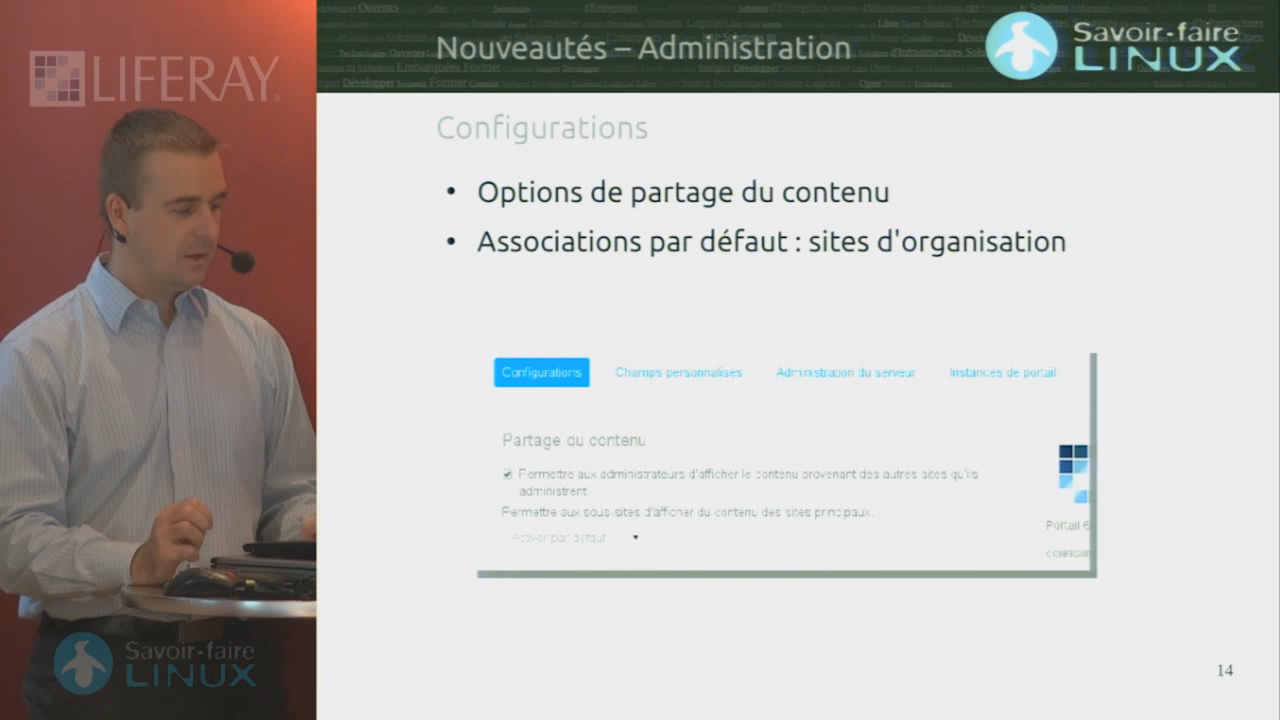 LIFERAY.
Nouveautés – Administration
Savoir-faire
LINUX
Configurations
• Options de partage du contenu
• Associations par défaut : sites d'organisation
Configurations Champs personnalisés Administration du serveur Instances de portail
Partage du contenu
Permettre aux administrateurs d'afficher le contenu provenant des autres sites qu'ils
administrent.
Permettre aux sous-sites d'afficher du contenu des sites principaux.
Activer par défaut
Portail 6
CONFIGUR
Savoir-faire
LINUX
14